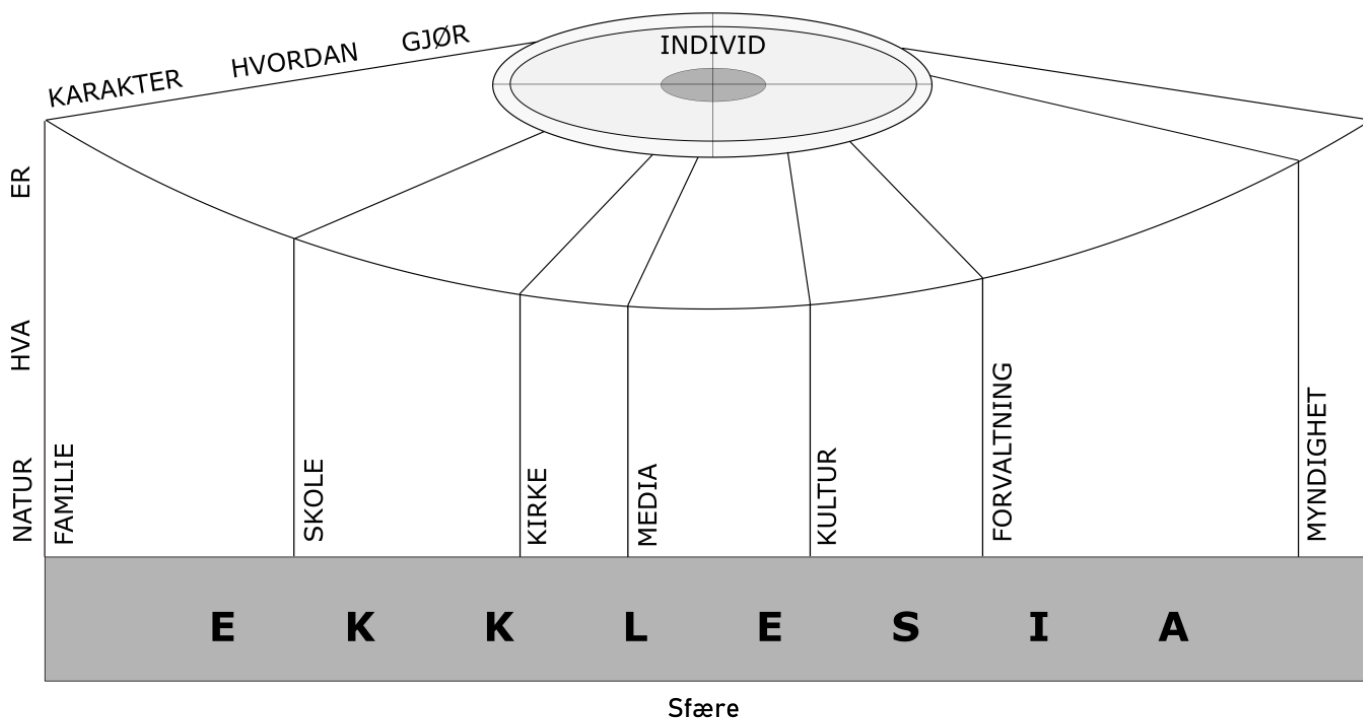 INDIVID
KARAKTER HVORDAN GJØR
NATUR HVA ER
FAMILIE
SKOLE
KIRKE
MEDIA
KULTUR
FORVALTNING
MYNDIGHET
E K K L E S I A
Sfære